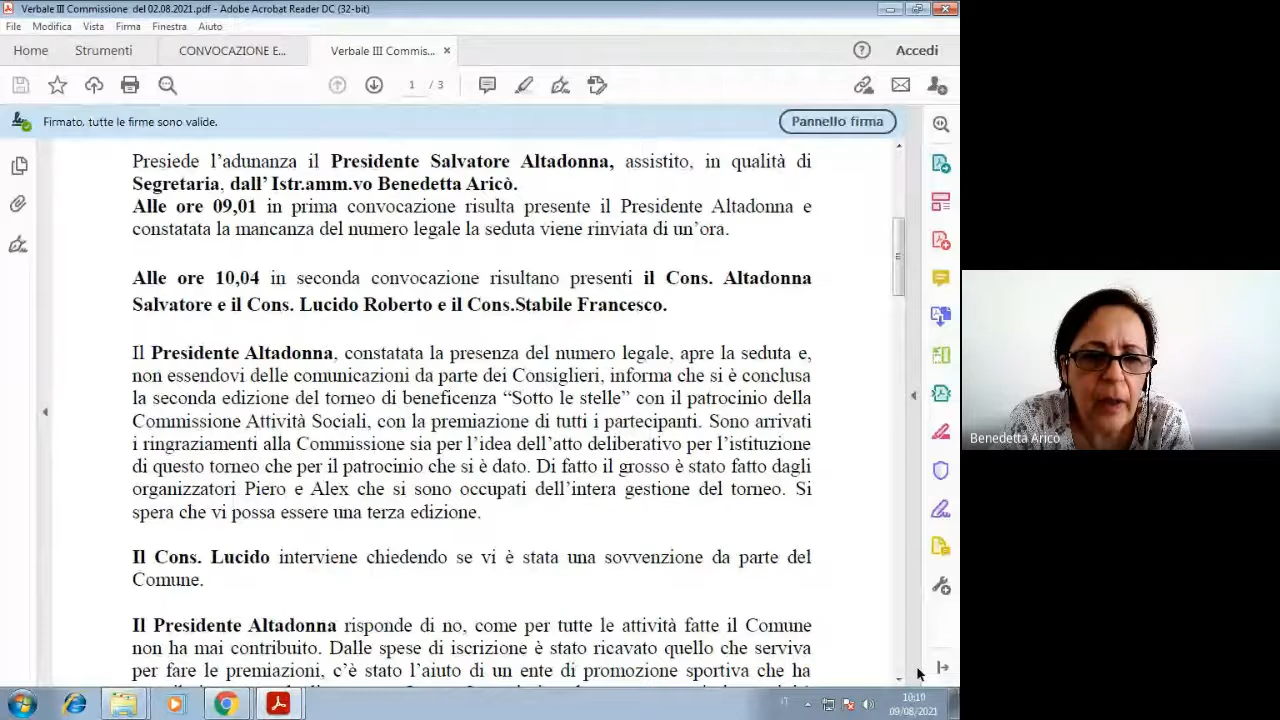 Verbale III Commissione del 02.08.2021.pdf - Adobe Acrobat Reader DC (32-bit)
File Modifica Vista Firma Finestra Aiuto
Home Strumenti CONVOCAZIONE E... Verbale III Commis... × Accedi
1 / 3
Firmato, tutte le firme sono valide. Pannello firma
Presiede l’adunanza il Presidente Salvatore Altadonna, assistito, in qualità di
Segretaria, dall’ Istr.amm.vo Benedetta Aricò.
Alle ore 09,01 in prima convocazione risulta presente il Presidente Altadonna e
constatata la mancanza del numero legale la seduta viene rinviata di un’ora.
Alle ore 10.04 in seconda convocazione risultano presenti il Cons. Altadonna
Salvatore e il Cons. Lucido Roberto e il Cons.Stabile Francesco.
Il Presidente Altadonna, constatata la presenza del numero legale, apre la seduta e,
non essendovi delle comunicazioni da parte dei Consiglieri, informa che si è conclusa
la seconda edizione del torneo di beneficenza “Sotto le stelle” con il patrocinio della
Commissione Attività Sociali, con la premiazione di tutti i partecipanti. Sono arrivati
i ringraziamenti alla Commissione sia per l’idea dell’atto deliberativo per l’istituzione
di questo torneo che per il patrocinio che si è dato. Di fatto il grosso è stato fatto dagli
organizzatori Piero e Alex che si sono occupati dell’intera gestione del torneo. Si
spera che vi possa essere una terza edizione.
Il Cons. Lucido interviene chiedendo se vi è stata una sovvenzione da parte del
Comune.
Il Presidente Altadonna risponde di no, come per tutte le attività fatte il Comune
non ha mai contribuito. Dalle spese di iscrizione è stato ricavato quello che serviva
per fare le premiazioni, c’è stato l’aiuto di un ente di promozione sportiva che ha
Benedetta Aricò
IT
10:10
09/08/2021